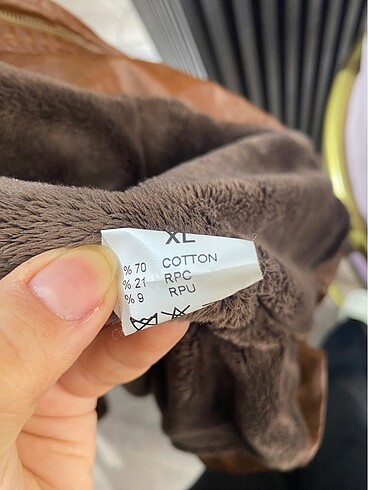 XL
%70 COTTON
%21 RPC
%9 RPU